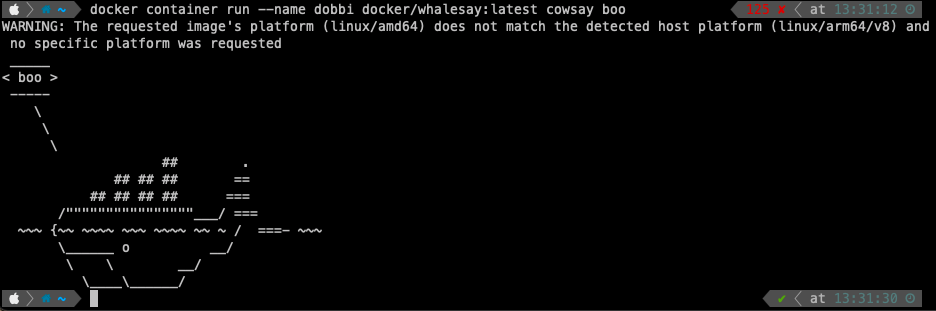 ~ docker container run --name dobbi docker/whalesay:latest cowsay boo 125 ✘ at 13:31:12
WARNING: The requested image's platform (linux/amd64) does not match the detected host platform (linux/arm64/v8) and
 no specific platform was requested
 _____
< boo >
 -----
    \
     \
      \
                    ##        .
              ## ## ##       ==
           ## ## ## ##      ===
       /""""""""""""""""___/ ===
  ~~~ {~~ ~~~~ ~~~ ~~~~ ~~ ~ /  ===- ~~~
       \______ o          __/
        \    \        __/
          \____\______/
~ ✔ at 13:31:30